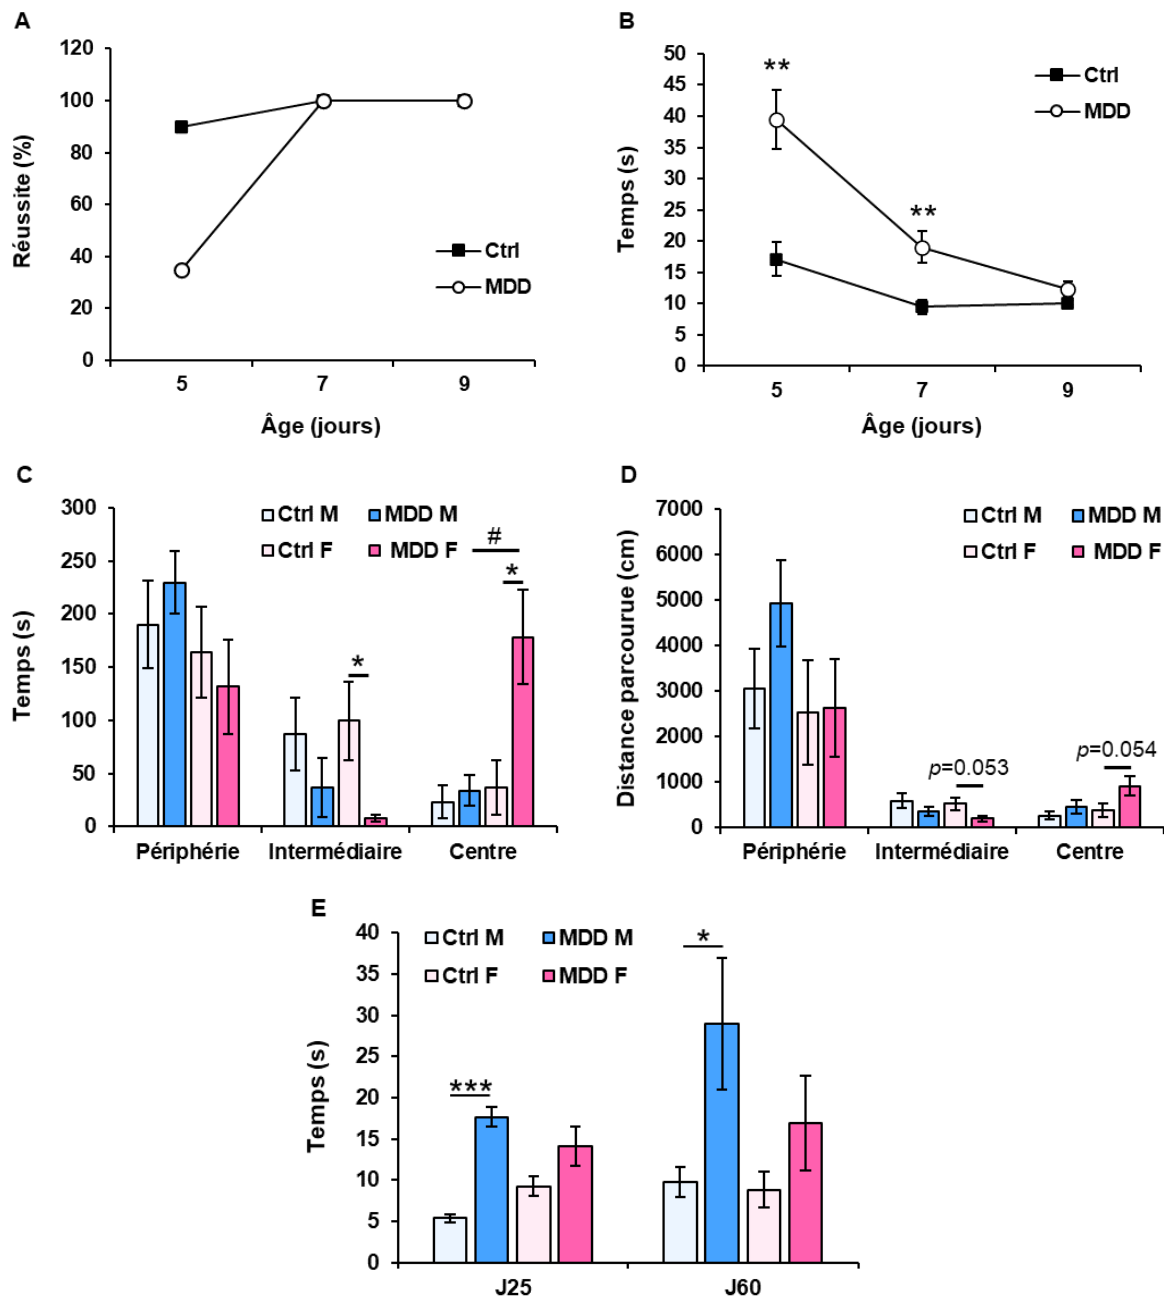 A
120
100
80
60
40
20
0
Réussite (%)
Ctrl
MDD
5 7 9
Âge (jours)
B
50
45
40
35
30
25
20
15
10
5
0
Temps (s)
**
**
Ctrl
MDD
5 7 9
Âge (jours)
C
300
250
200
150
100
50
0
Temps (s)
Ctrl M MDD M
Ctrl F MDD F
#
*
*
Périphérie Intermédiaire Centre
D
7000
6000
5000
4000
3000
2000
1000
0
Distance parcourue (cm)
Ctrl M MDD M
Ctrl F MDD F
p=0.053
p=0.054
Périphérie Intermédiaire Centre
E
40
35
30
25
20
15
10
5
0
Temps (s)
Ctrl M MDD M
Ctrl F MDD F
***
*
J25 J60